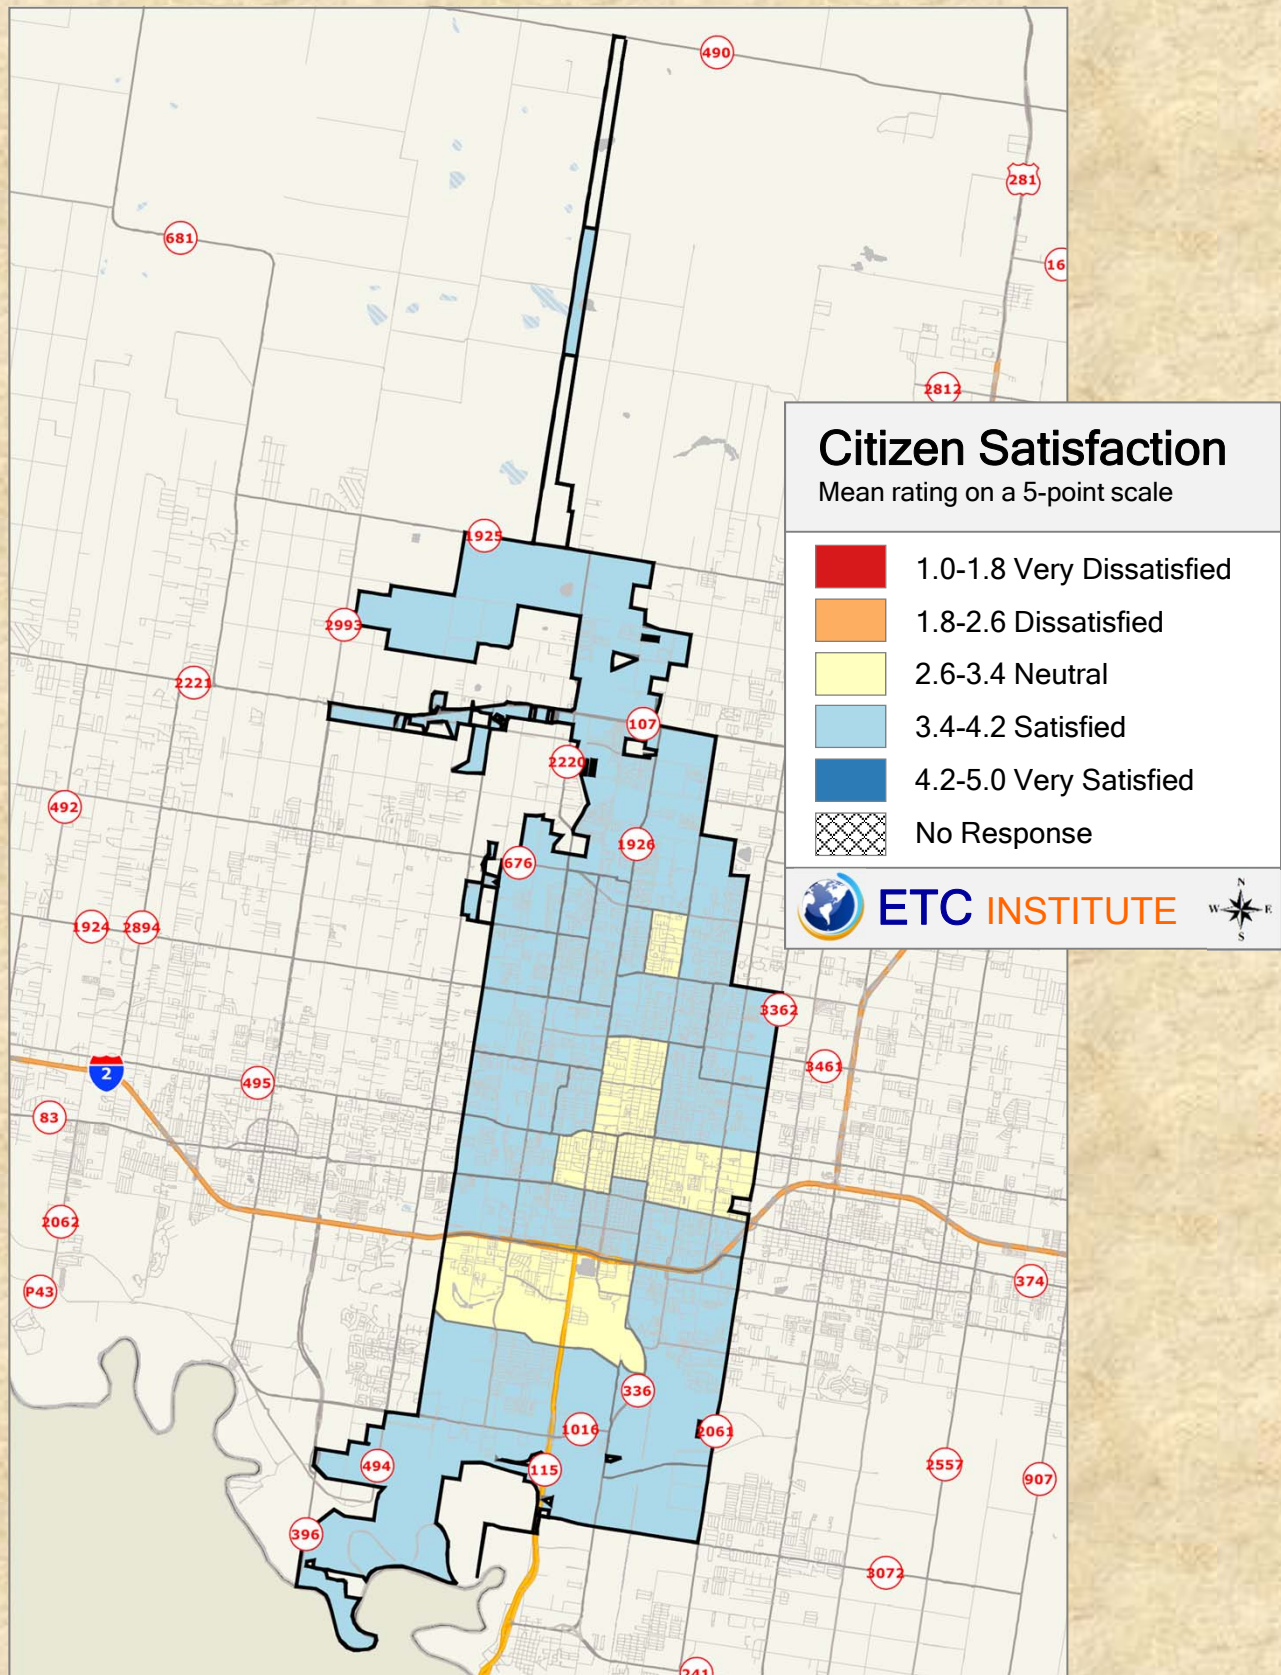 490
281
681
16
2812
Citizen Satisfaction
Mean rating on a 5-point scale
1.0-1.8 Very Dissatisfied
1.8-2.6 Dissatisfied
2.6-3.4 Neutral
3.4-4.2 Satisfied
4.2-5.0 Very Satisfied
No Response
ETC INSTITUTE
N
W E
S
1925
2993
2221
107
2220
492
1926
676
1924
2894
3362
3461
2
495
83
2062
P43
374
336
1016
2061
494
115
2557
907
396
3072
241